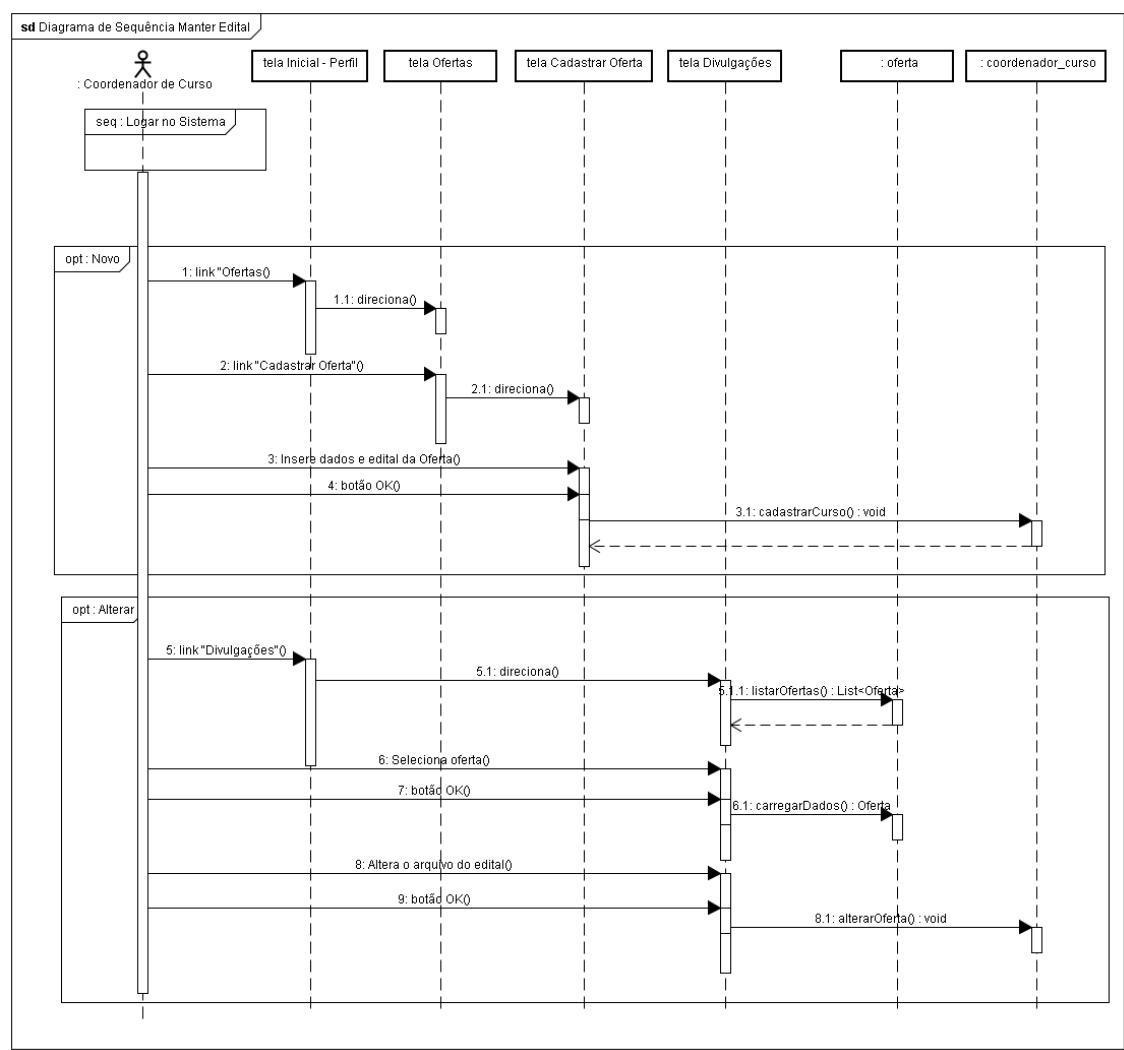 sd Diagrama de Sequência Manter Edital
: Coordenador de Curso
tela Inicial - Perfil
tela Ofertas
tela Cadastrar Oferta
tela Divulgações
: oferta
: coordenador_curso
seq : Logar no Sistema
opt : Novo
1: link "Ofertas()
1.1: direciona()
2: link "Cadastrar Oferta"()
2.1: direciona()
3: Insere dados e edital da Oferta()
4: botão OK()
3.1: cadastrarCurso() : void
opt : Alterar
5: link "Divulgações"()
5.1: direciona()
5.1.1: listarOfertas() : List<Oferta>
6: Seleciona oferta()
7: botão OK()
6.1: carregarDados() : Oferta
8: Altera o arquivo do edital()
9: botão OK()
8.1: alterarOferta() : void